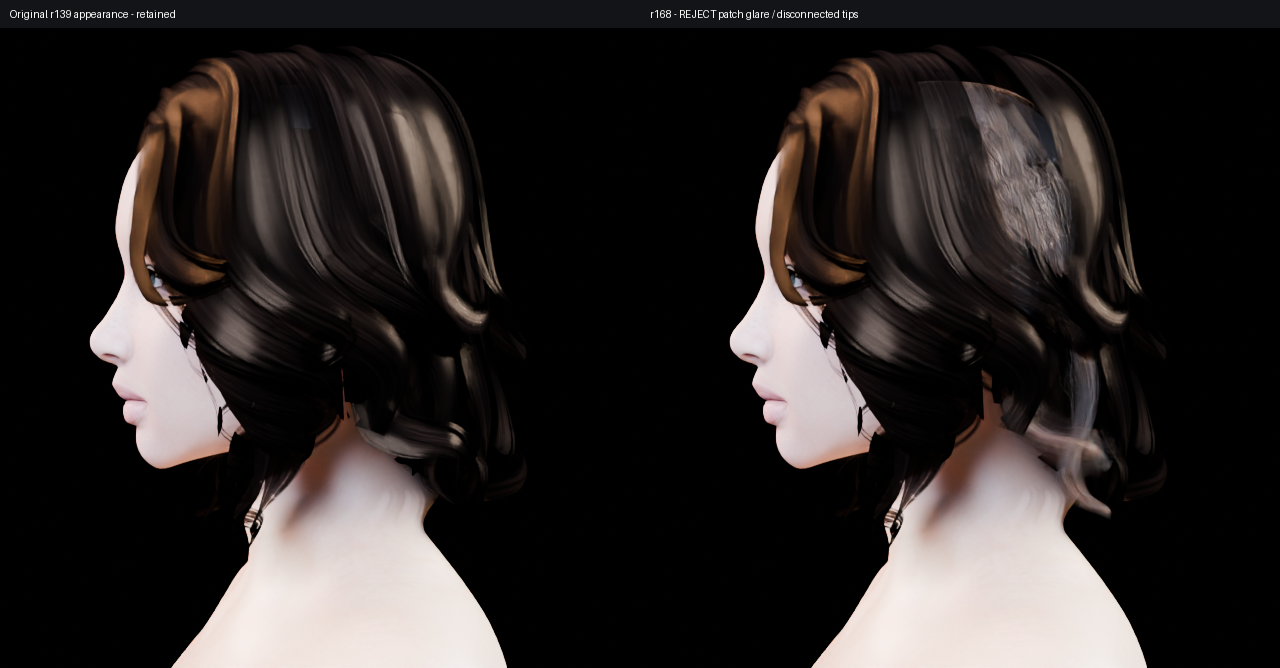 Original r139 appearance - retained
r168 - REJECT patch glare / disconnected tips